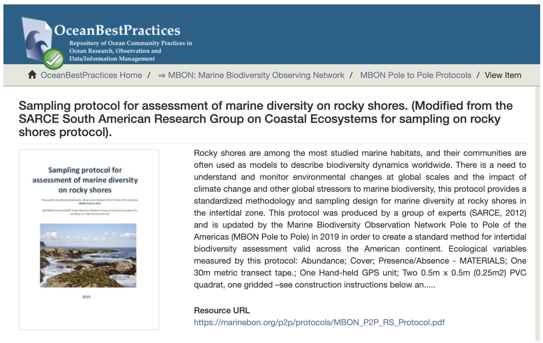 OceanBestPractices
Repository of Ocean Community Practices in
Ocean Research, Observation and
Data/Information Management
OceanBestPractices Home / ⇒ MBON: Marine Biodiversity Observing Network / MBON Pole to Pole Protocols / View Item
Sampling protocol for assessment of marine diversity on rocky shores. (Modified from the
SARCE South American Research Group on Coastal Ecosystems for sampling on rocky
shores protocol).
Sampling protocol for
assessment of marine diversity
on rocky shores
2019
Rocky shores are among the most studied marine habitats, and their communities are
often used as models to describe biodiversity dynamics worldwide. There is a need to
understand and monitor environmental changes at global scales and the impact of
climate change and other global stressors to marine biodiversity, this protocol provides a
standardized methodology and sampling design for marine diversity at rocky shores in
the intertidal zone. This protocol was produced by a group of experts (SARCE, 2012)
and is updated by the Marine Biodiversity Observation Network Pole to Pole of the
Americas (MBON Pole to Pole) in 2019 in order to create a standard method for intertidal
biodiversity assessment valid across the American continent. Ecological variables
measured by this protocol: Abundance; Cover; Presence/Absence - MATERIALS; One
30m metric transect tape.; One Hand-held GPS unit; Two 0.5m x 0.5m (0.25m2) PVC
quadrat, one gridded –see construction instructions below an.....
Resource URL
https://marinebon.org/p2p/protocols/MBON_P2P_RS_Protocol.pdf